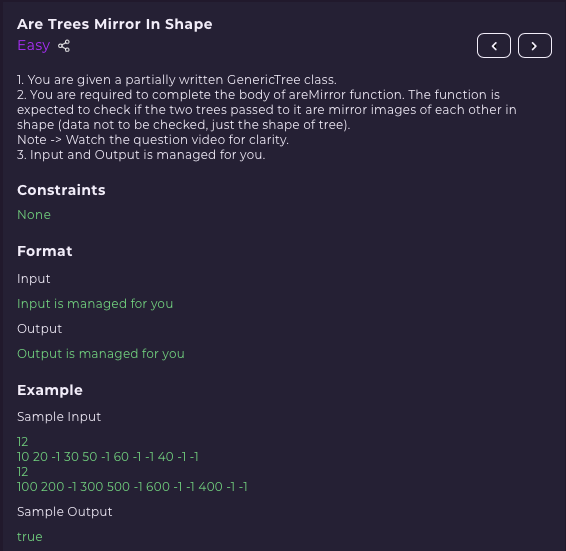 Are Trees Mirror In Shape
Easy
1. You are given a partially written GenericTree class.
2. You are required to complete the body of areMirror function. The function is
expected to check if the two trees passed to it are mirror images of each other in
shape (data not to be checked, just the shape of tree).
Note -> Watch the question video for clarity.
3. Input and Output is managed for you.
Constraints
None
Format
Input
Input is managed for you
Output
Output is managed for you
Example
Sample Input
12
10 20 -1 30 50 -1 60 -1 -1 40 -1 -1
12
100 200 -1 300 500 -1 600 -1 -1 400 -1 -1
Sample Output
true